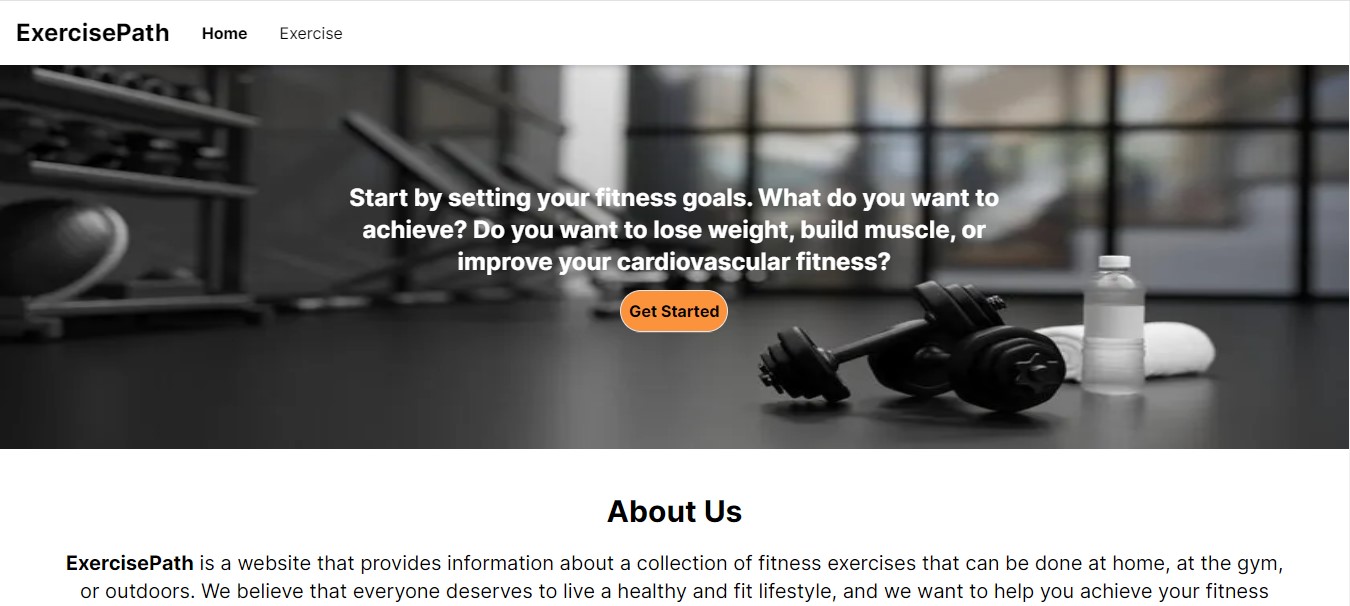 ExercisePath Home Exercise
Start by setting your fitness goals. What do you want to
achieve? Do you want to lose weight, build muscle, or
improve your cardiovascular fitness?
Get Started
About Us
ExercisePath is a website that provides information about a collection of fitness exercises that can be done at home, at the gym,
or outdoors. We believe that everyone deserves to live a healthy and fit lifestyle, and we want to help you achieve your fitness